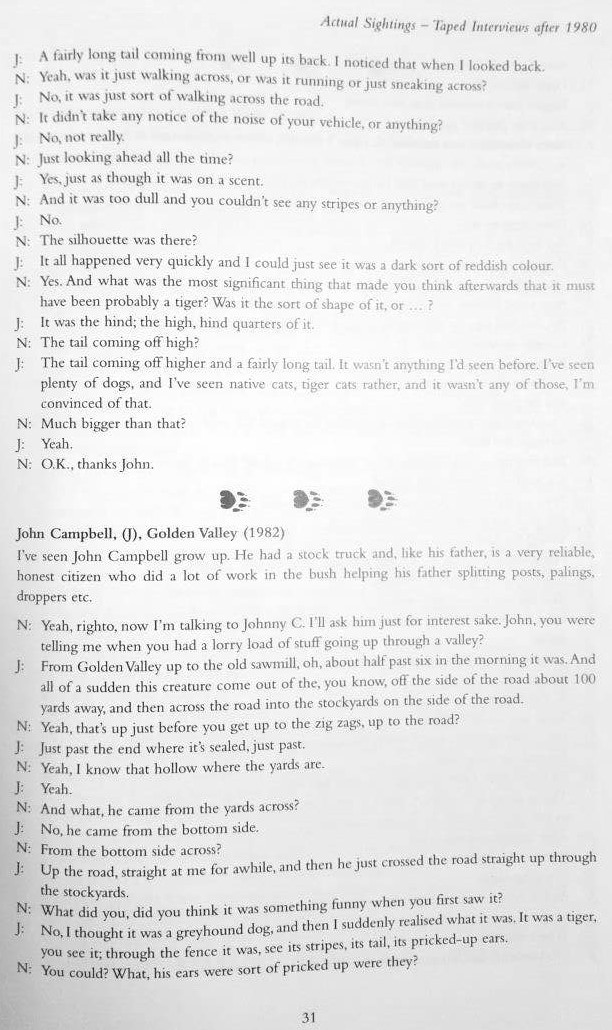 Actual Sightings – Taped Interviews after 1980
J: A fairly long tail coming from well up its back. I noticed that when I looked back.
N: Yeah, was it just walking across, or was it running or just sneaking across?
J: No, it was just sort of walking across the road.
N: It didn't take any notice of the noise of your vehicle, or anything?
J: No, not really.
N: Just looking ahead all the time?
J: Yes, just as though it was on a scent.
N: And it was too dull and you couldn't see any stripes or anything?
J: No.
N: The silhouette was there?
J: It all happened very quickly and I could just see it was a dark sort of reddish colour.
N: Yes. And what was the most significant thing that made you think afterwards that it must
have been probably a tiger? Was it the sort of shape of it, or … ?
J: It was the hind; the high, hind quarters of it.
N: The tail coming off high?
J: The tail coming off higher and a fairly long tail. It wasn't anything I'd seen before. I've seen
plenty of dogs, and I've seen native cats, tiger cats rather, and it wasn't any of those, I'm
convinced of that.
N: Much bigger than that?
J: Yeah.
N: O.K., thanks John.
John Campbell, (J), Golden Valley (1982)
I've seen John Campbell grow up. He had a stock truck and, like his father, is a very reliable,
honest citizen who did a lot of work in the bush helping his father splitting posts, palings,
droppers etc.
N: Yeah, righto, now I'm talking to Johnny C. I'll ask him just for interest sake. John, you were
telling me when you had a lorry load of stuff going up through a valley?
J: From Golden Valley up to the old sawmill, oh, about half past six in the morning it was. And
all of a sudden this creature come out of the, you know, off the side of the road about 100
yards away, and then across the road into the stockyards on the side of the road.
N: Yeah, that's up just before you get up to the zig zags, up to the road?
J: Just past the end where it's sealed, just past.
N: Yeah, I know that hollow where the yards are.
J: Yeah.
N: And what, he came from the yards across?
J: No, he came from the bottom side.
N: From the bottom side across?
J: Up the road, straight at me for awhile, and then he just crossed the road straight up through
the stockyards.
N: What did you, did you think it was something funny when you first saw it?
J: No, I thought it was a greyhound dog, and then I suddenly realised what it was. It was a tiger,
you see it; through the fence it was, see its stripes, its tail, its pricked-up ears.
N: You could? What, his ears were sort of pricked up were they?
31